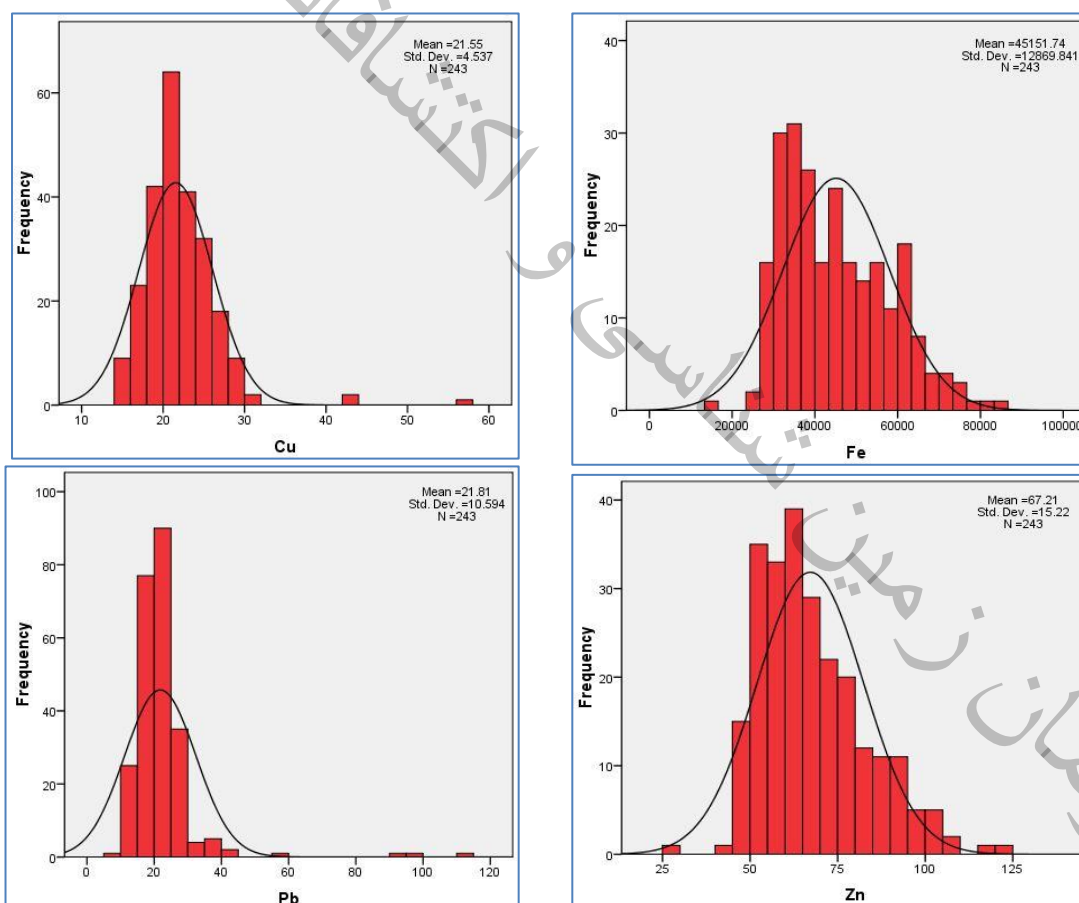 Mean =21.55
Std. Dev. =4.537
N =243
60
40
20
0
Frequency
10 20 30 40 50 60
Cu
Mean =45151.74
Std. Dev. =12869.841
N =243
40
30
20
10
0
Frequency
0 20000 40000 60000 80000 100000
Fe
Mean =21.81
Std. Dev. =10.594
N =243
100
80
60
40
20
0
Frequency
0 20 40 60 80 100 120
Pb
Mean =67.21
Std. Dev. =15.22
N =243
40
30
20
10
0
Frequency
25 50 75 100 125
Zn
زمین شناسی و